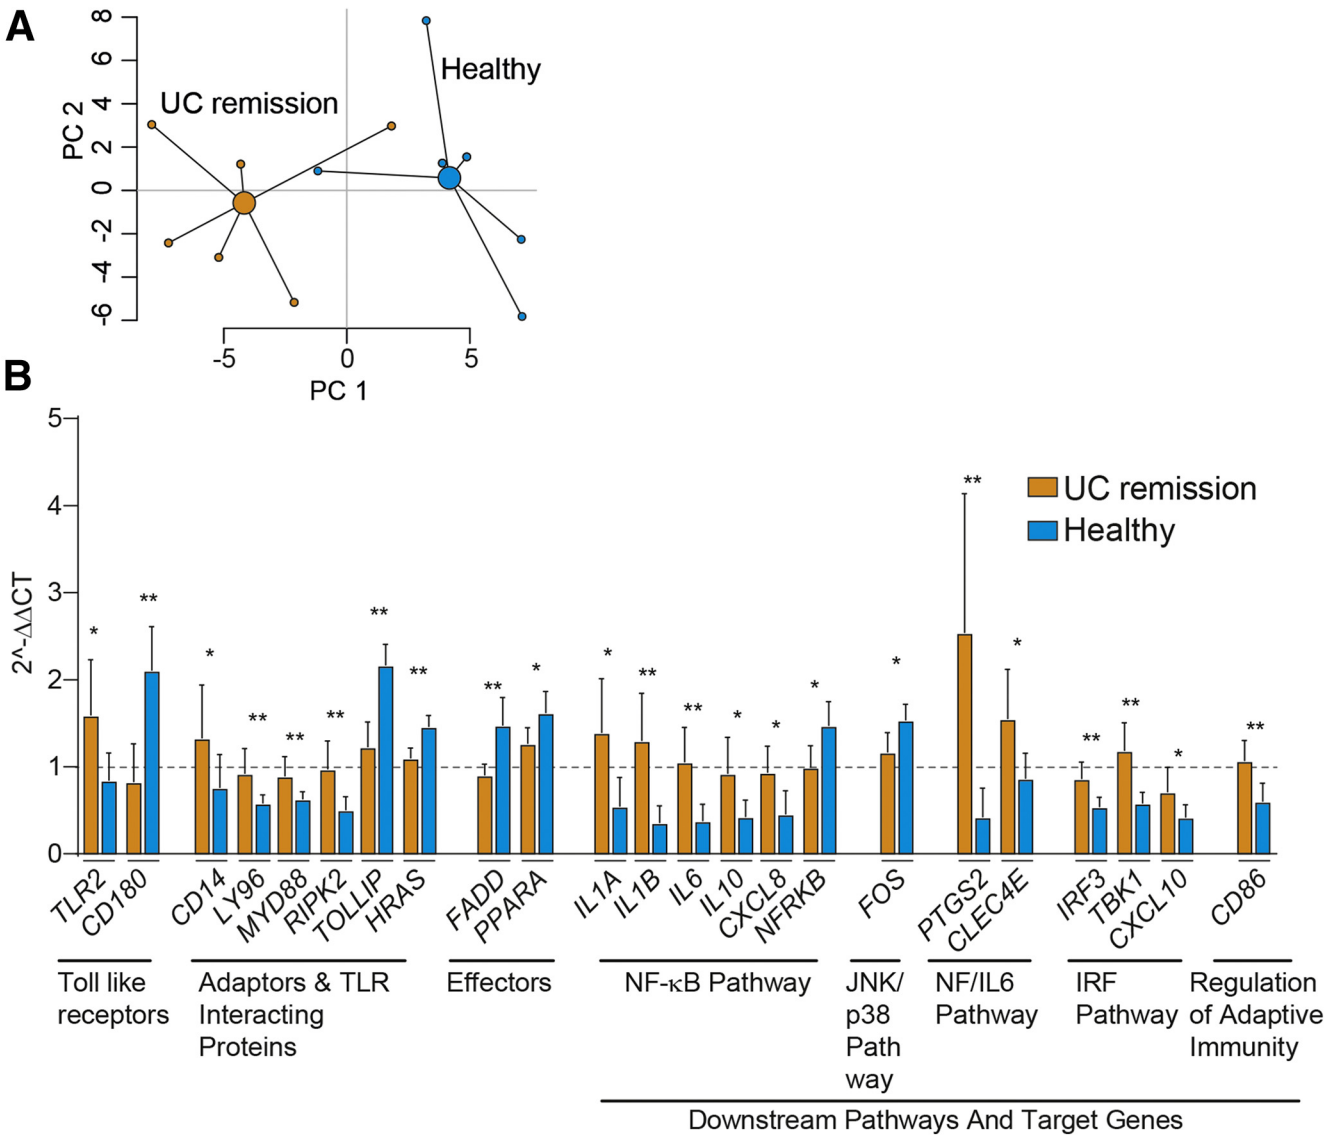 A
8
6
4
2
0
-2
-4
-6
PC 2
UC remission
Healthy
-5 0 5
PC 1
B
5
4
3
2
1
0
2^-ΔΔCT
UC remission
Healthy
* ** * ** ** ** ** ** ** * * ** ** * * * * ** * ** ** * **
TLR2 CD180 CD14 LY96 MYD88 RIPK2 TOLLIP HRAS FADD PPARA IL1A IL1B IL6 IL10 CXCL8 NFRKB FOS PTGS2 CLEC4E IRF3 TBK1 CXCL10 CD86
Toll like
receptors
Adaptors & TLR
Interacting
Proteins
Effectors
NF-κB Pathway
JNK/
p38
Path
way
NF/IL6
Pathway
IRF
Pathway
Regulation
of Adaptive
Immunity
Downstream Pathways And Target Genes